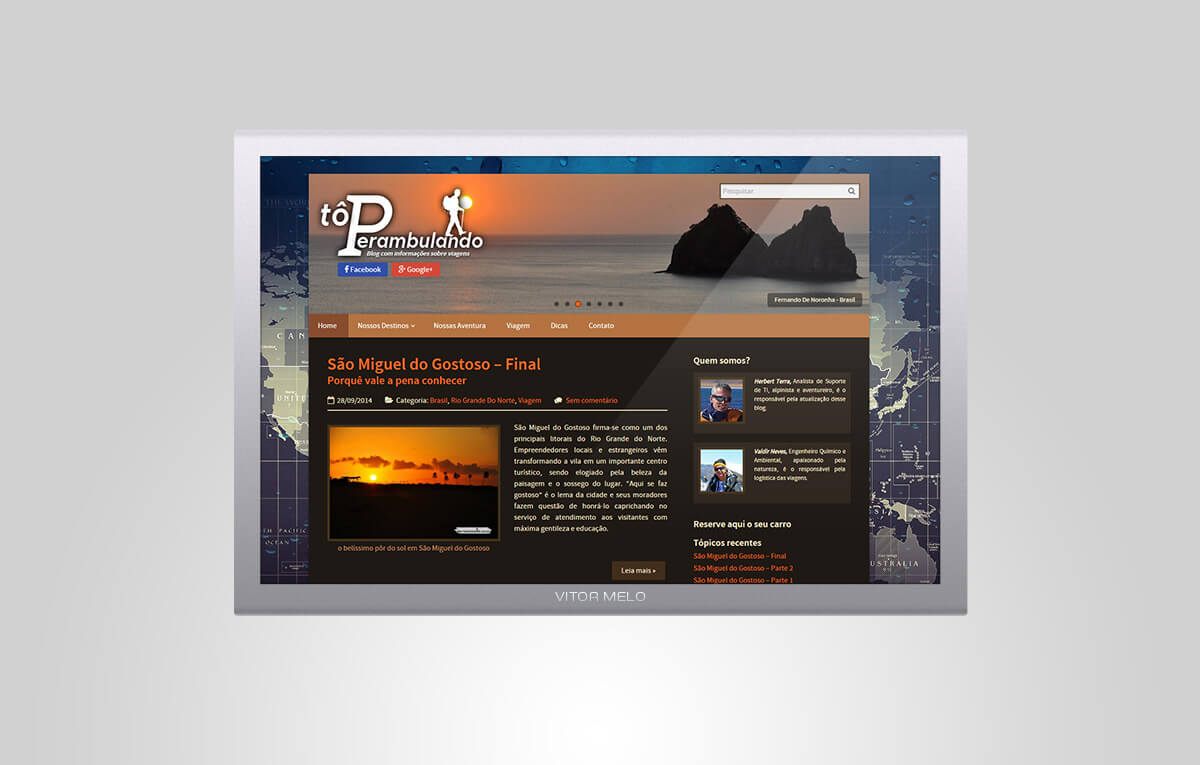 tô Perambulando
Blog com informações sobre viagens
Facebook
Google+
Pesquisar
Fernando De Noronha - Brasil
Home
Nossos Destinos
Nossas Aventura
Viagem
Dicas
Contato
São Miguel do Gostoso – Final
Porquê vale a pena conhecer
28/09/2014 Categoria: Brasil, Rio Grande Do Norte, Viagem Sem comentário
São Miguel do Gostoso firma-se como um dos
principais litorais do Rio Grande do Norte.
Empreendedores locais e estrangeiros vêm
transformando a vila em um importante centro
turístico, sendo elogiado pela beleza da
paisagem e o sossego do lugar. "Aqui se faz
gostoso" é o lema da cidade e seus moradores
fazem questão de honrá-lo caprichando no
serviço de atendimento aos visitantes com
máxima gentileza e educação.
o belissimo pôr do sol em São Miguel do Gostoso
Leia mais »
Quem somos?
Herbert Terra, Analista de Suporte
de TI, alpinista e aventureiro, é o
responsável pela atualização desse
blog.
Valdir Neves, Engenheiro Químico e
Ambiental, apaixonado pela
natureza, é o responsável pela
logística das viagens.
Reserve aqui o seu carro
Tópicos recentes
São Miguel do Gostoso – Final
São Miguel do Gostoso – Parte 2
São Miguel do Gostoso – Parte 1
TH PACIFIC
OCEAN
USTRALIA
VITOR MELO